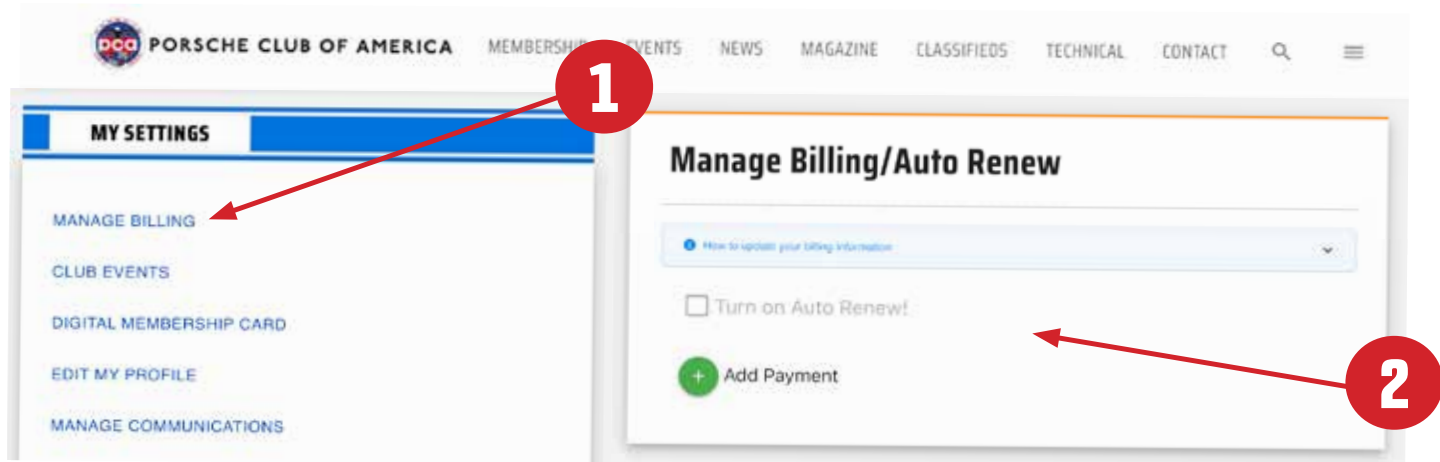 PCA PORSCHE CLUB OF AMERICA MEMBERSHIP EVENTS NEWS MAGAZINE CLASSIFIEDS TECHNICAL CONTACT
1
MY SETTINGS
MANAGE BILLING
CLUB EVENTS
DIGITAL MEMBERSHIP CARD
EDIT MY PROFILE
MANAGE COMMUNICATIONS
Manage Billing/Auto Renew
How to update your billing information
Turn on Auto Renew!
+ Add Payment
2